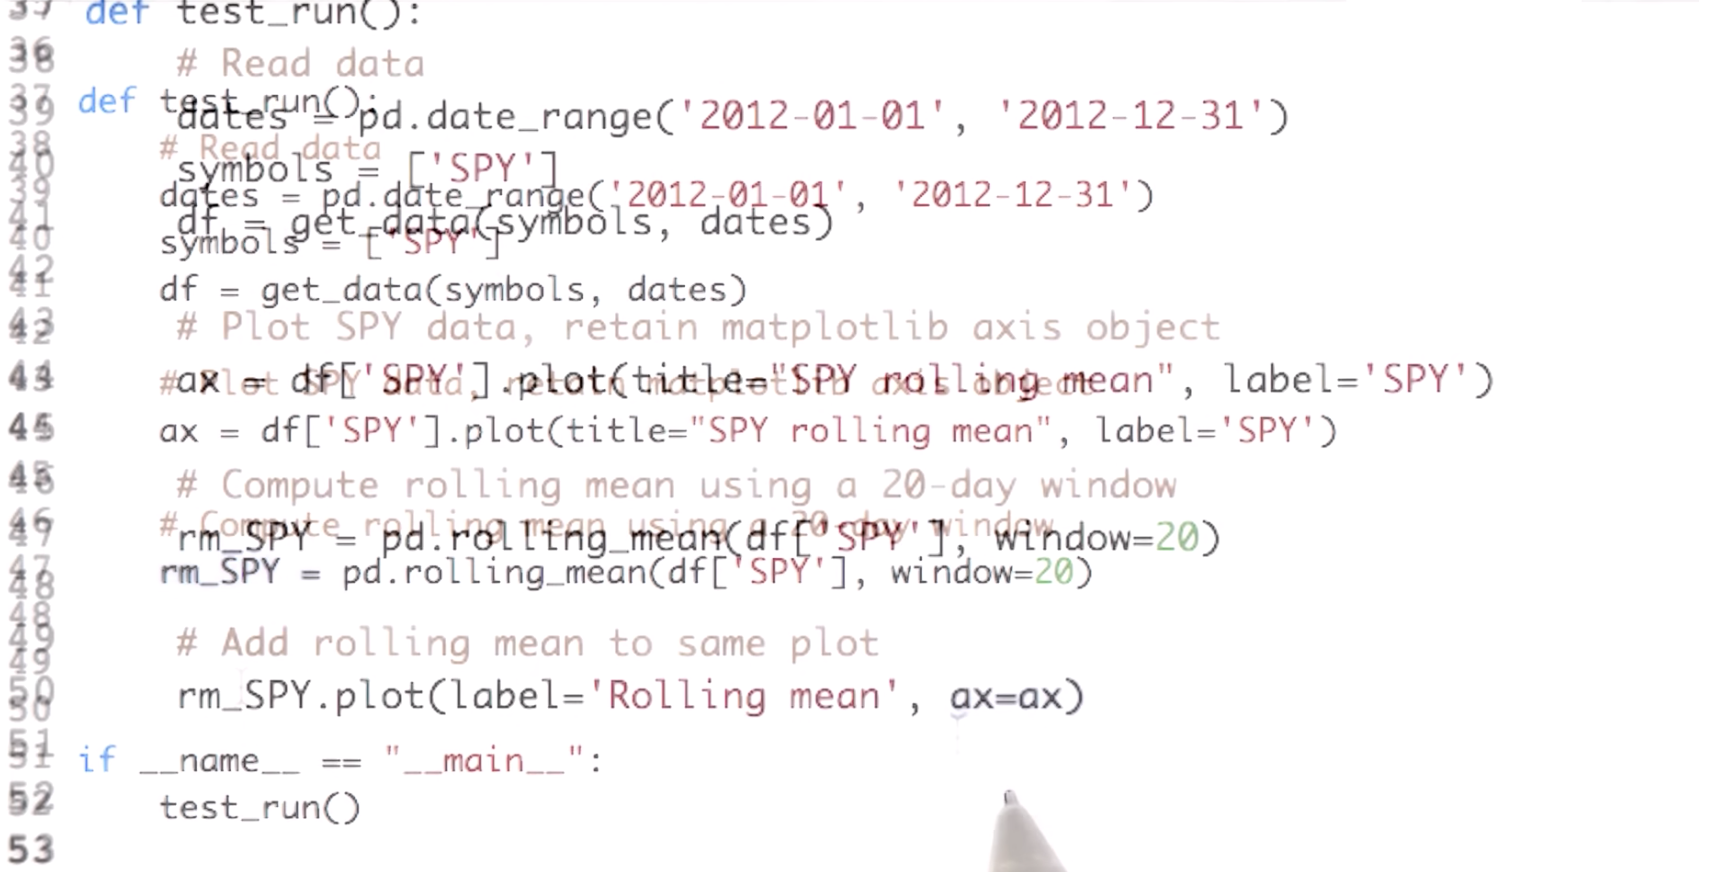 37 def test_run():
36
38 # Read data
37 def test_run():
39 dates = pd.date_range('2012-01-01', '2012-12-31')
38 # Read data
40 symbols = ['SPY']
39 dates = pd.date_range('2012-01-01', '2012-12-31')
41 df = get_data(symbols, dates)
40 symbols = ['SPY']
42
41 df = get_data(symbols, dates)
43 # Plot SPY data, retain matplotlib axis object
42
44 ax = df['SPY'].plot(title="SPY rolling mean", label='SPY')
43 # Plot SPY data, retain matplotlib axis object
45
44 ax = df['SPY'].plot(title="SPY rolling mean", label='SPY')
46 # Compute rolling mean using a 20-day window
45
47 rm_SPY = pd.rolling_mean(df['SPY'], window=20)
46 # Compute rolling mean using a 20-day window
47 rm_SPY = pd.rolling_mean(df['SPY'], window=20)
48
48
49 # Add rolling mean to same plot
49
50 rm_SPY.plot(label='Rolling mean', ax=ax)
50
51
51 if __name__ == "__main__":
52 test_run()
53